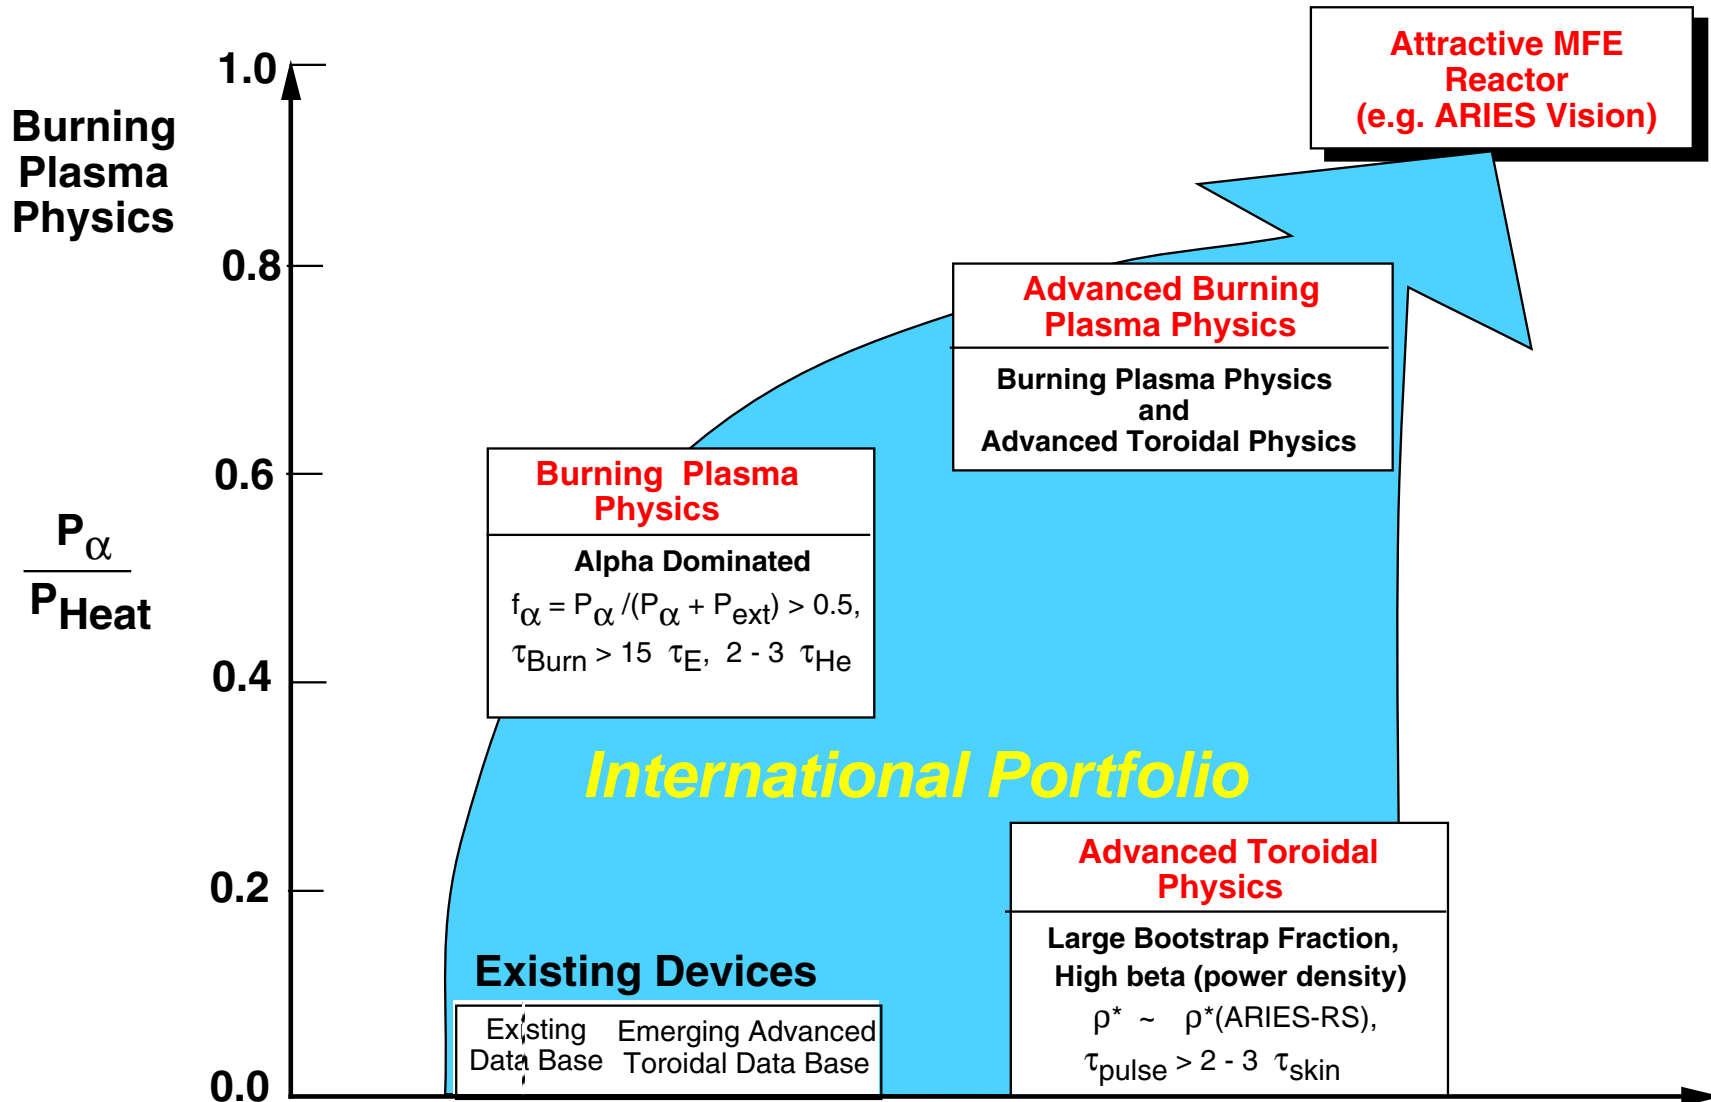 Attractive MFE
Reactor
(e.g. ARIES Vision)
1.0
Burning
Plasma
Physics
0.8
Advanced Burning
Plasma Physics
Burning Plasma Physics
and
Advanced Toroidal Physics
0.6
Burning Plasma
Physics
Alpha Dominated
fα = Pα /(Pα + Pext) > 0.5,
τBurn > 15 τE, 2 - 3 τHe
Pα
PHeat
0.4
International Portfolio
0.2
Advanced Toroidal
Physics
Large Bootstrap Fraction,
High beta (power density)
ρ* ~ ρ*(ARIES-RS),
τpulse > 2 - 3 τskin
Existing Devices
Existing
Data Base
Emerging Advanced
Toroidal Data Base
0.0